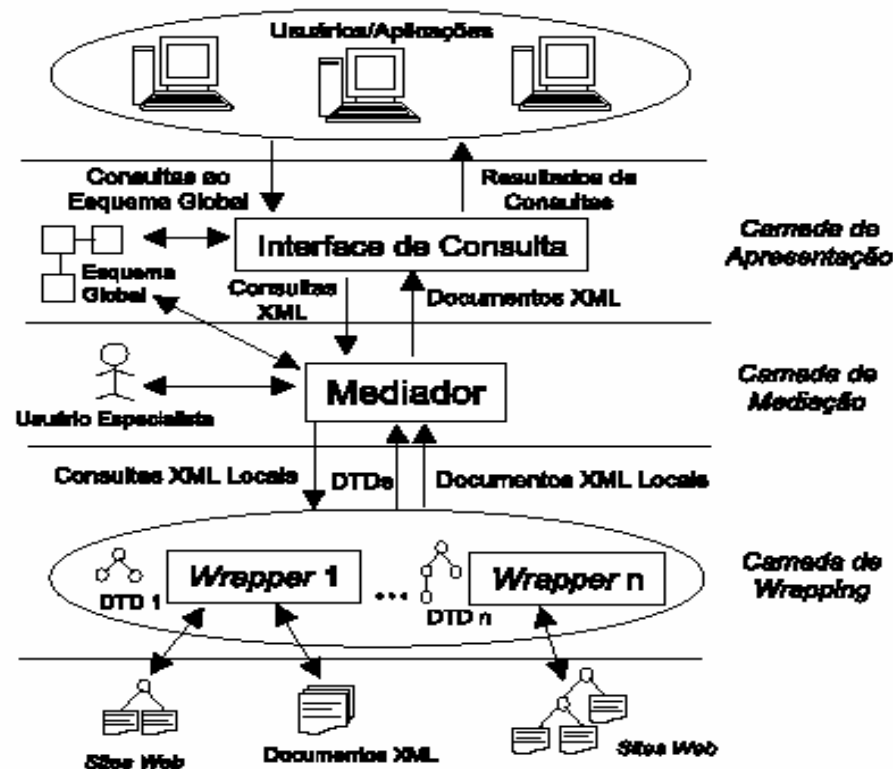 Usuários/Aplicações
Consultas ao
Esquema Global
Resultados de
Consultas
Interface de Consulta
Camada de
Apresentação
Esquema
Global
Consultas
XML
Documentos XML
Mediador
Usuário Especialista
Camada de
Mediação
Consultas XML Locais
DTDs
Documentos XML Locais
DTD 1
Wrapper 1
...
DTD n
Wrapper n
Camada de
Wrapping
Sites Web
Documentos XML
Sites Web